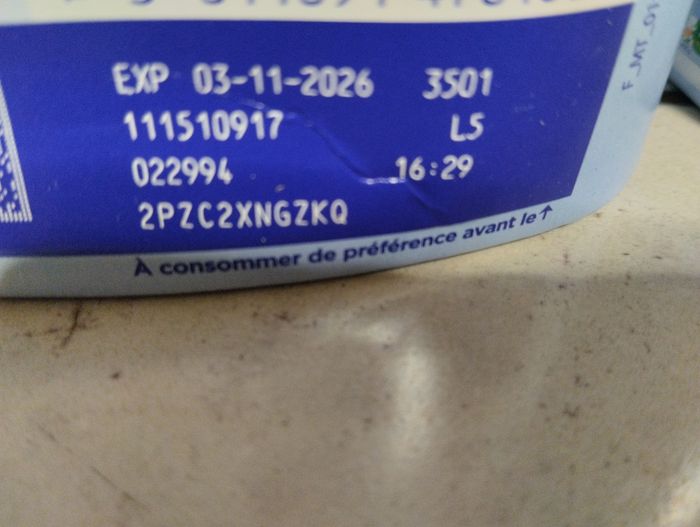 EXP 03-11-2026 3501
111510917 L5
022994 16:29
2PZC2XNGZKQ
À consommer de préférence avant le↑